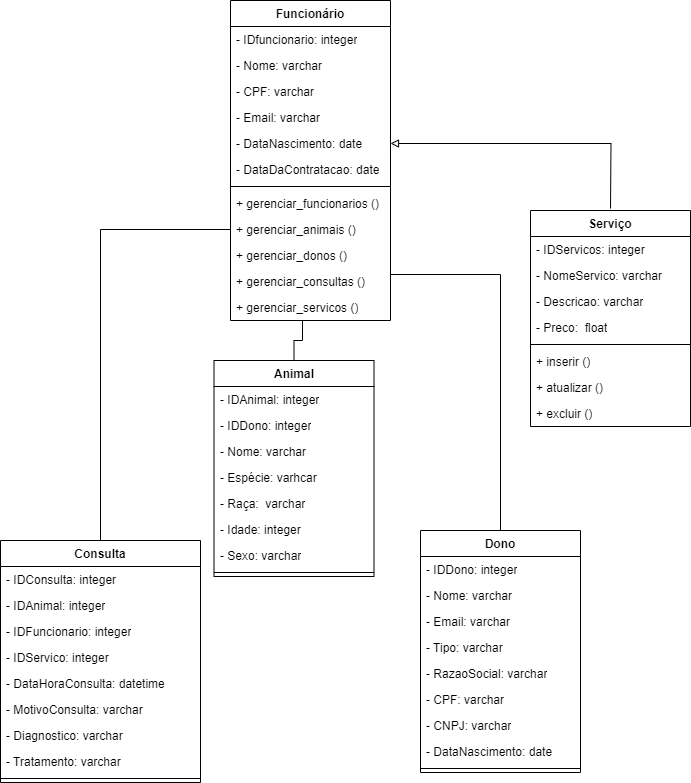 Funcionário
- IDfuncionario: integer
- Nome: varchar
- CPF: varchar
- Email: varchar
- DataNascimento: date
- DataDaContratacao: date
+ gerenciar_funcionarios ()
+ gerenciar_animais ()
+ gerenciar_donos ()
+ gerenciar_consultas ()
+ gerenciar_servicos ()
Serviço
- IDServicos: integer
- NomeServico: varchar
- Descricao: varchar
- Preco:  float
+ inserir ()
+ atualizar ()
+ excluir ()
Animal
- IDAnimal: integer
- IDDono: integer
- Nome: varchar
- Espécie: varhcar
- Raça:  varchar
- Idade: integer
- Sexo: varchar
Consulta
- IDConsulta: integer
- IDAnimal: integer
- IDFuncionario: integer
- IDServico: integer
- DataHoraConsulta: datetime
- MotivoConsulta: varchar
- Diagnostico: varchar
- Tratamento: varchar
Dono
- IDDono: integer
- Nome: varchar
- Email: varchar
- Tipo: varchar
- RazaoSocial: varchar
- CPF: varchar
- CNPJ: varchar
- DataNascimento: date